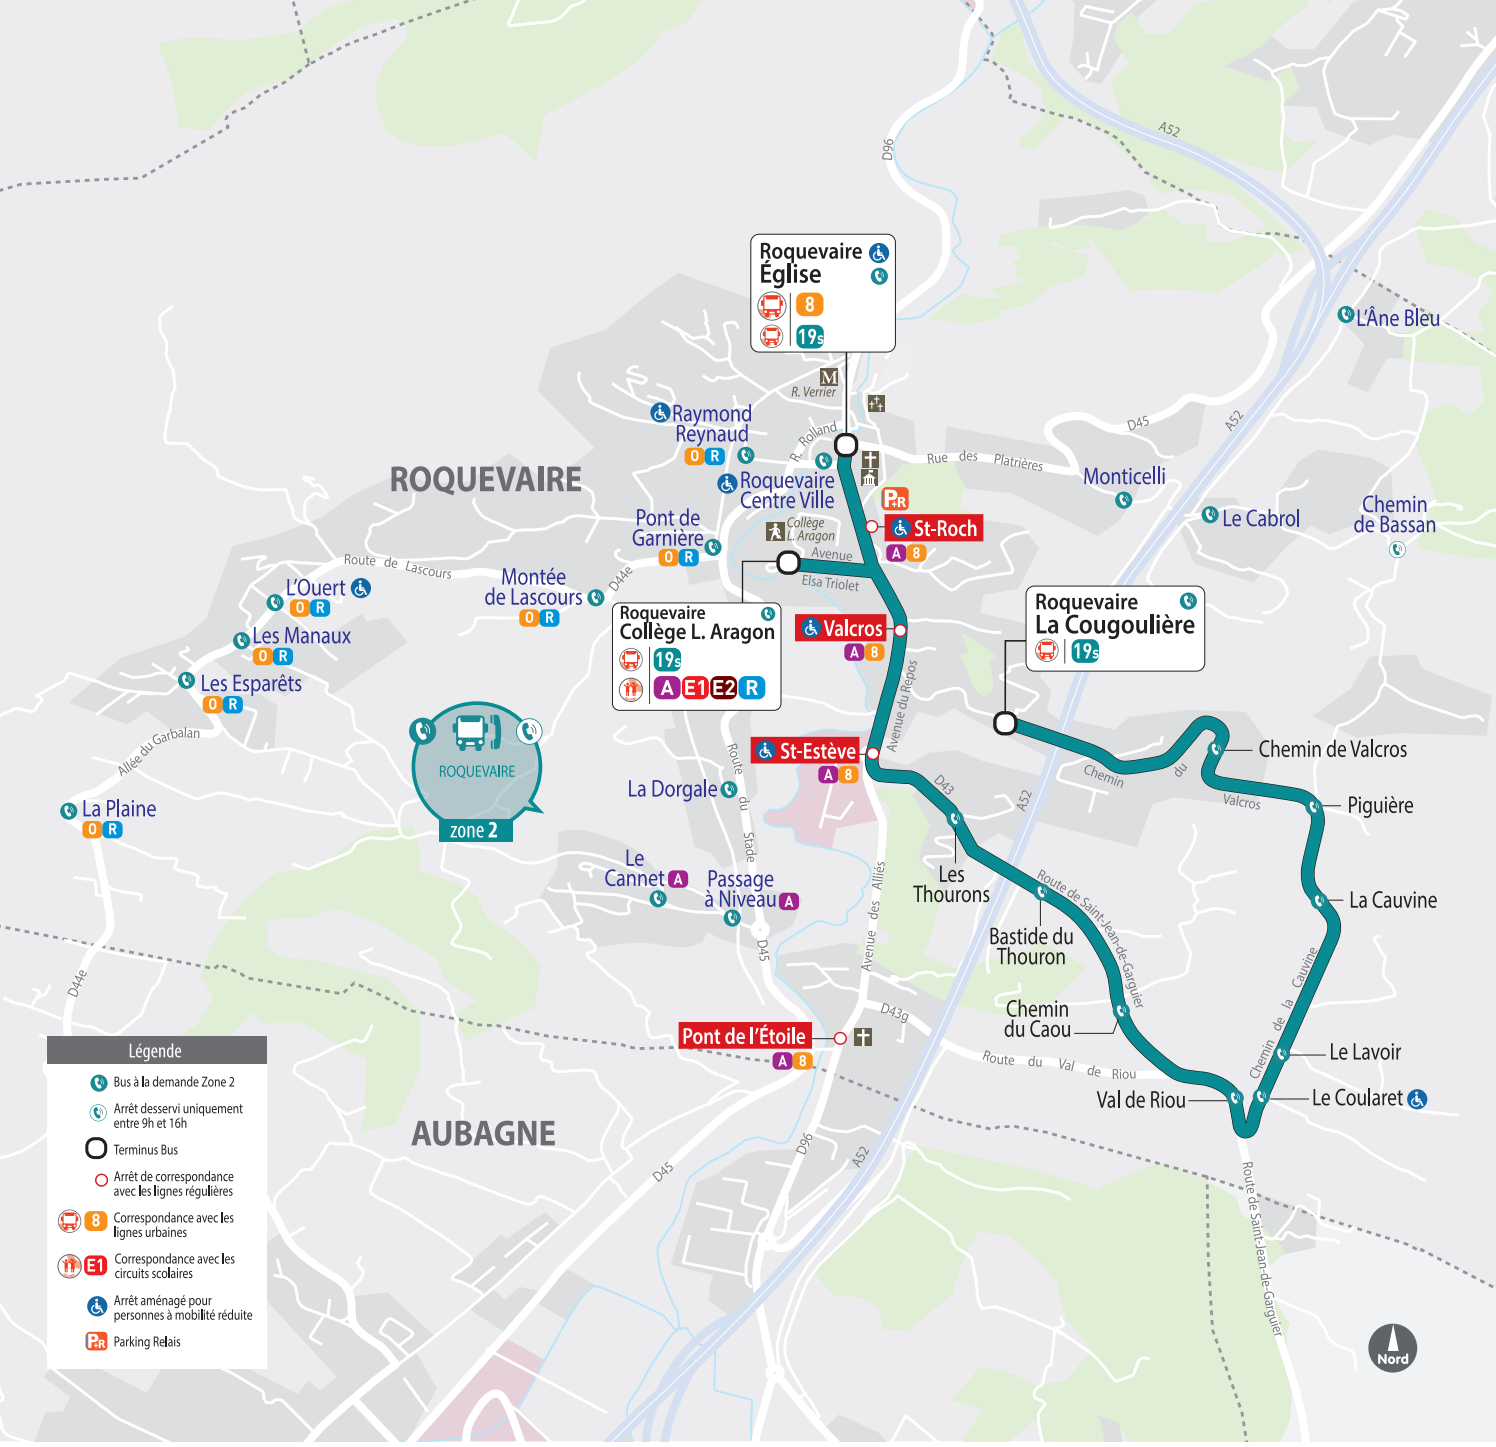 A52
D96
Roquevaire
Église
8
19s
L'Âne Bleu
M
R. Verrier
Raymond
Reynaud
O R
R. Rolland
D45
A52
Rue des Platrières
ROQUEVAIRE
Roquevaire
Centre Ville
P+R
Monticelli
Le Cabrol
Chemin
de Bassan
Pont de
Garnière
O R
Collège
L. Aragon
St-Roch
A 8
Avenue
Elsa Triolet
Route de Lascours
D44e
L'Ouert
O R
Montée
de Lascours
O R
Roquevaire
Collège L. Aragon
19s
A E1 E2 R
Valcros
A 8
Roquevaire
La Cougoulière
19s
Les Manaux
O R
Les Esparêts
O R
Avenue du Repos
Allée du Garbalan
ROQUEVAIRE
zone 2
St-Estève
A 8
Route du Stade
La Dorgale
D43
A52
Chemin du Valcros
Chemin de Valcros
Piguière
La Plaine
O R
Le
Cannet A
Passage
à Niveau A
Les
Thourons
Avenue des Alliés
Route de Saint-Jean-de-Garguier
La Cauvine
Bastide du
Thouron
D45
D44e
Chemin de la Cauvine
Chemin
du Caou
D43g
Pont de l'Étoile
A 8
Route du Val de Riou
Le Lavoir
Val de Riou
Le Coularet
AUBAGNE
D96
A52
D45
Route de Saint-Jean-de-Garguier
Légende
Bus à la demande Zone 2
Arrêt desservi uniquement
entre 9h et 16h
Terminus Bus
Arrêt de correspondance
avec les lignes régulières
8
Correspondance avec les
lignes urbaines
E1
Correspondance avec les
circuits scolaires
Arrêt aménagé pour
personnes à mobilité réduite
P+R
Parking Relais
Nord